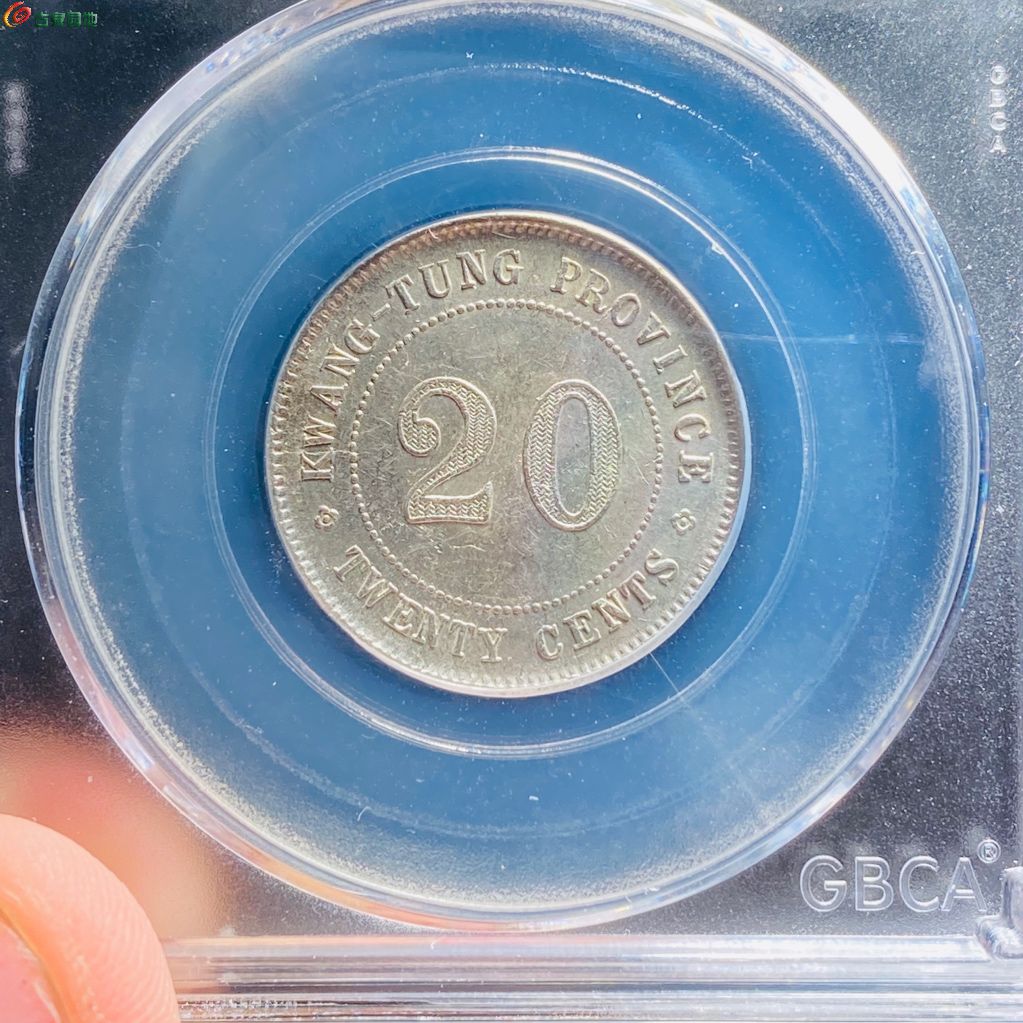 KWANG-TUNG PROVINCE
20
TWENTY CENTS
GBCA®
GBCA